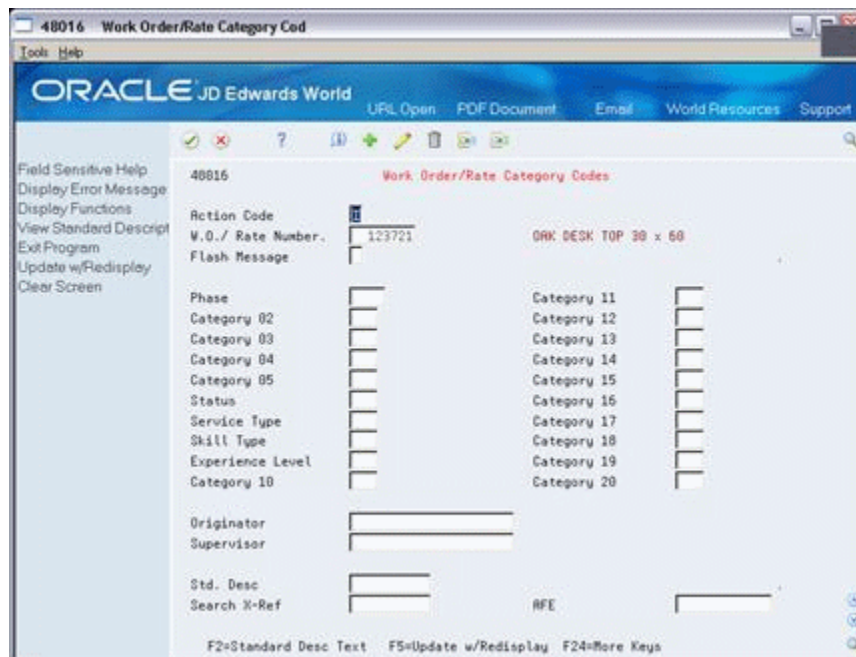 48016 Work Order/Rate Category Cod
Tools Help
ORACLE JD Edwards World
URL Open PDF Document Email World Resources Support
Field Sensitive Help
Display Error Message
Display Functions
View Standard Descript
Exit Program
Update w/Redisplay
Clear Screen
48016 Work Order/Rate Category Codes
Action Code I
W.O./ Rate Number. 123721 OAK DESK TOP 30 x 60
Flash Message
Phase Category 11
Category 02 Category 12
Category 03 Category 13
Category 04 Category 14
Category 05 Category 15
Status Category 16
Service Type Category 17
Skill Type Category 18
Experience Level Category 19
Category 10 Category 20
Originator
Supervisor
Std. Desc
Search X-Ref AFE
F2=Standard Desc Text F5=Update w/Redisplay F24=More Keys